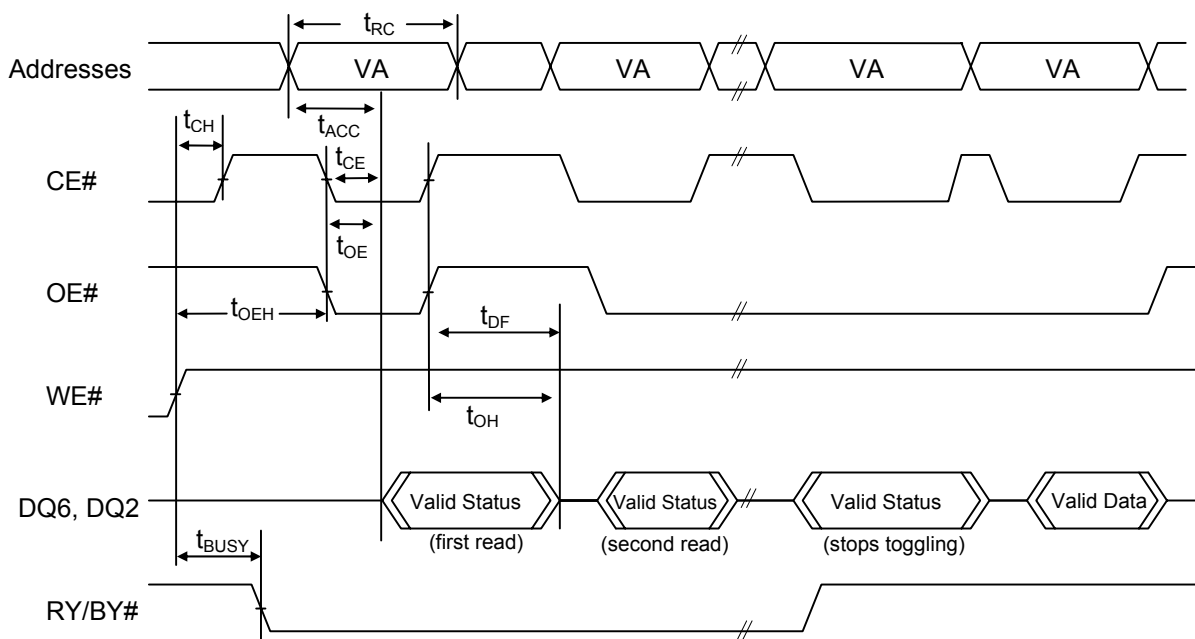 tRC
Addresses VA VA VA VA
tCH
tACC
tCE
CE#
tOE
OE#
tOEH
tDF
WE#
tOH
DQ6, DQ2 Valid Status Valid Status Valid Status Valid Data
(first read) (second read) (stops toggling)
tBUSY
RY/BY#